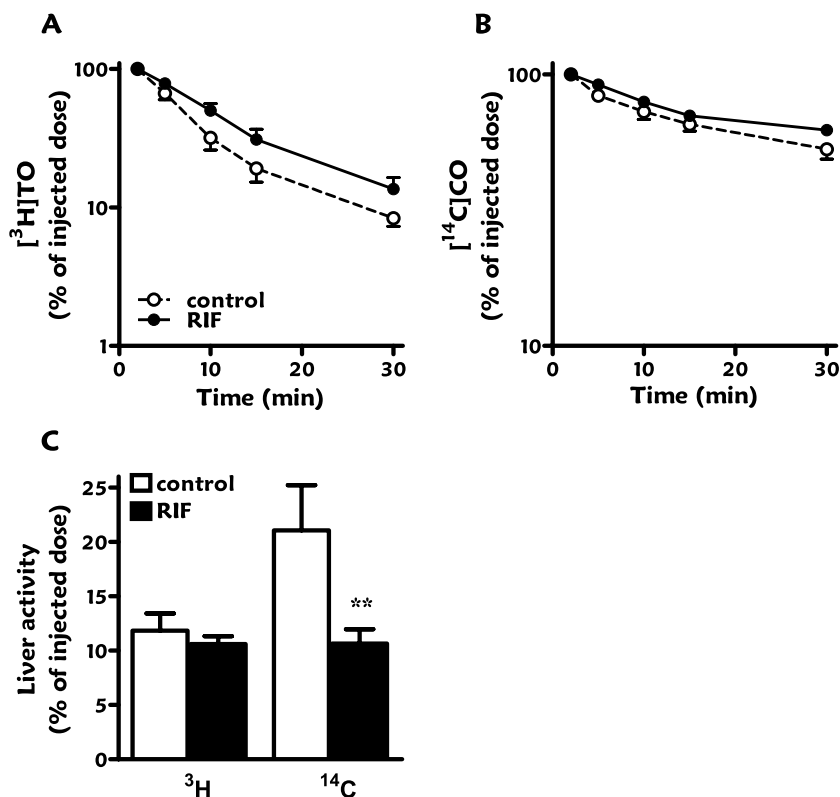 A
[³H]TO
(% of injected dose)
100
10
1
0
10
20
30
Time (min)
control
RIF
B
[¹⁴C]CO
(% of injected dose)
100
10
0
10
20
30
Time (min)
C
Liver activity
(% of injected dose)
25
20
15
10
5
0
control
RIF
**
³H
¹⁴C